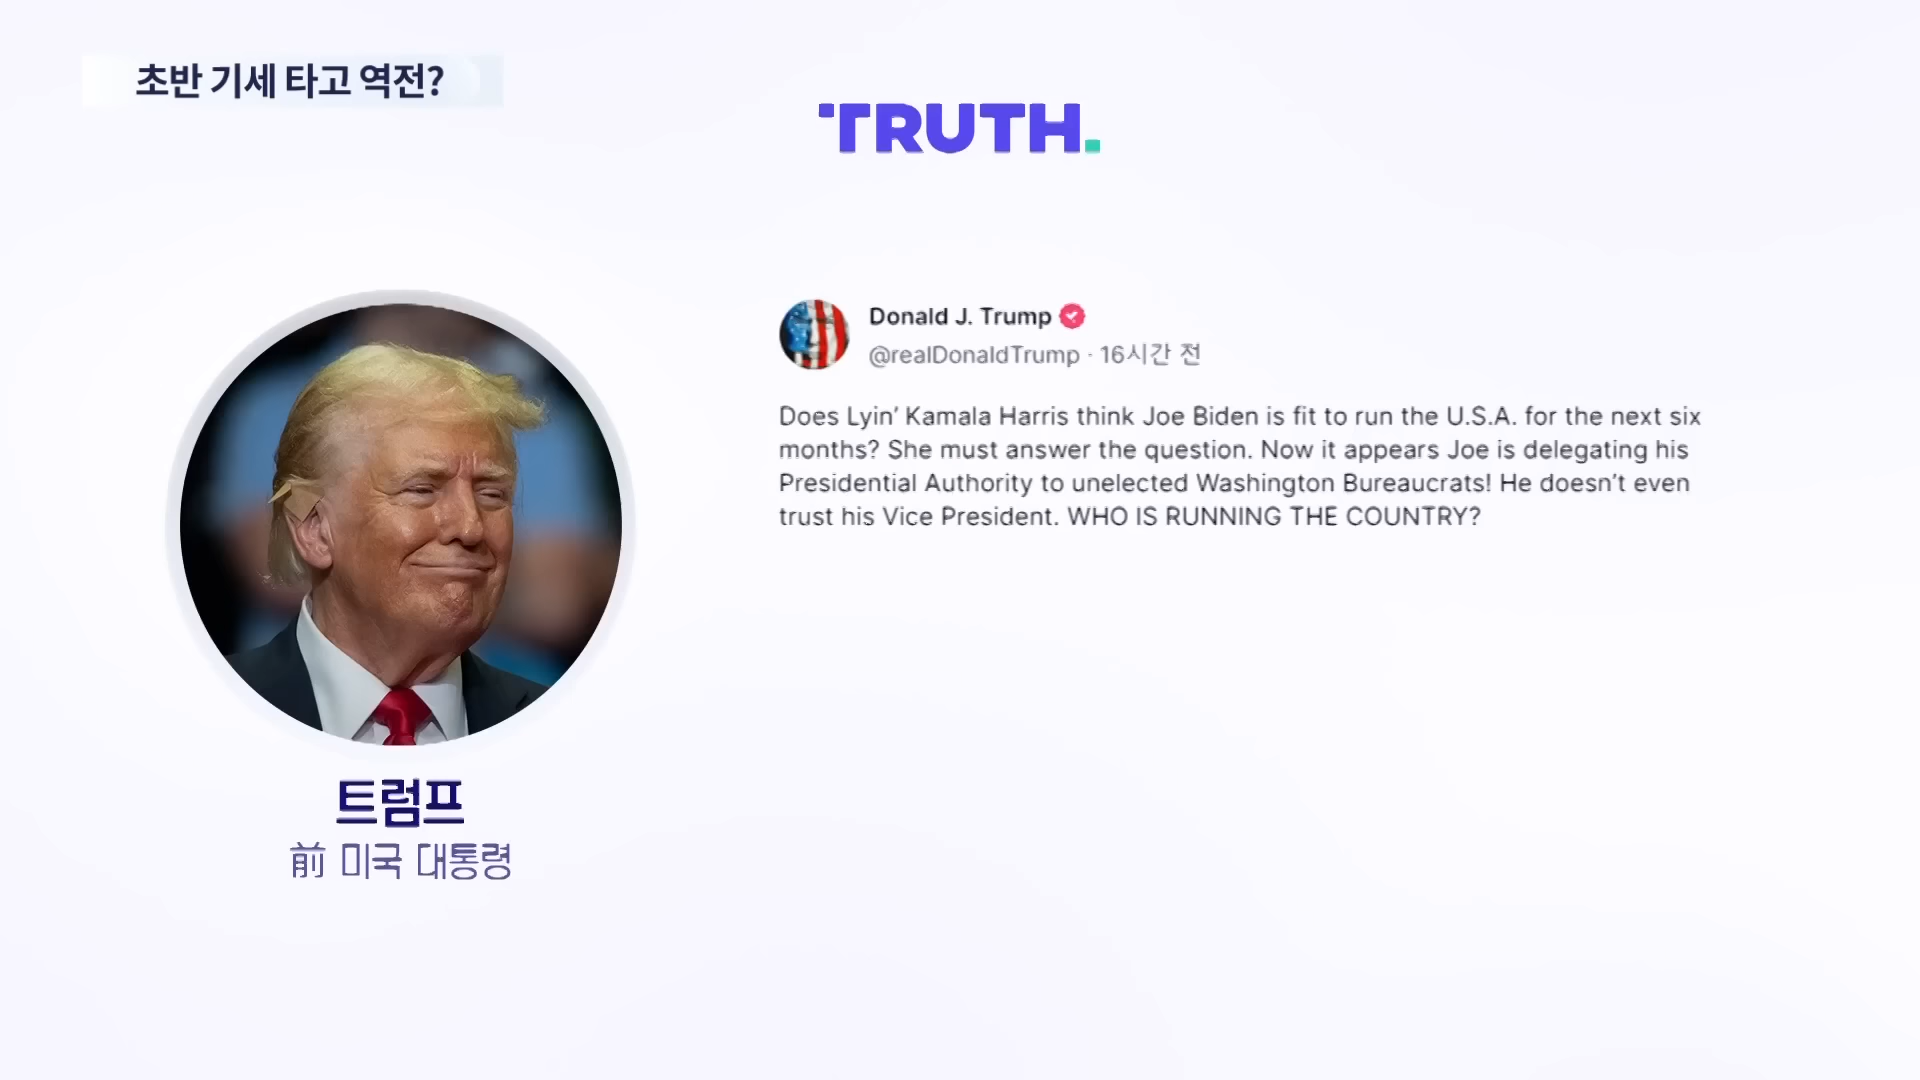 초반 기세 타고 역전?
TRUTH.
Donald J. Trump
@realDonaldTrump · 16시간 전
Does Lyin’ Kamala Harris think Joe Biden is fit to run the U.S.A. for the next six
months? She must answer the question. Now it appears Joe is delegating his
Presidential Authority to unelected Washington Bureaucrats! He doesn’t even
trust his Vice President. WHO IS RUNNING THE COUNTRY?
트럼프
前 미국 대통령